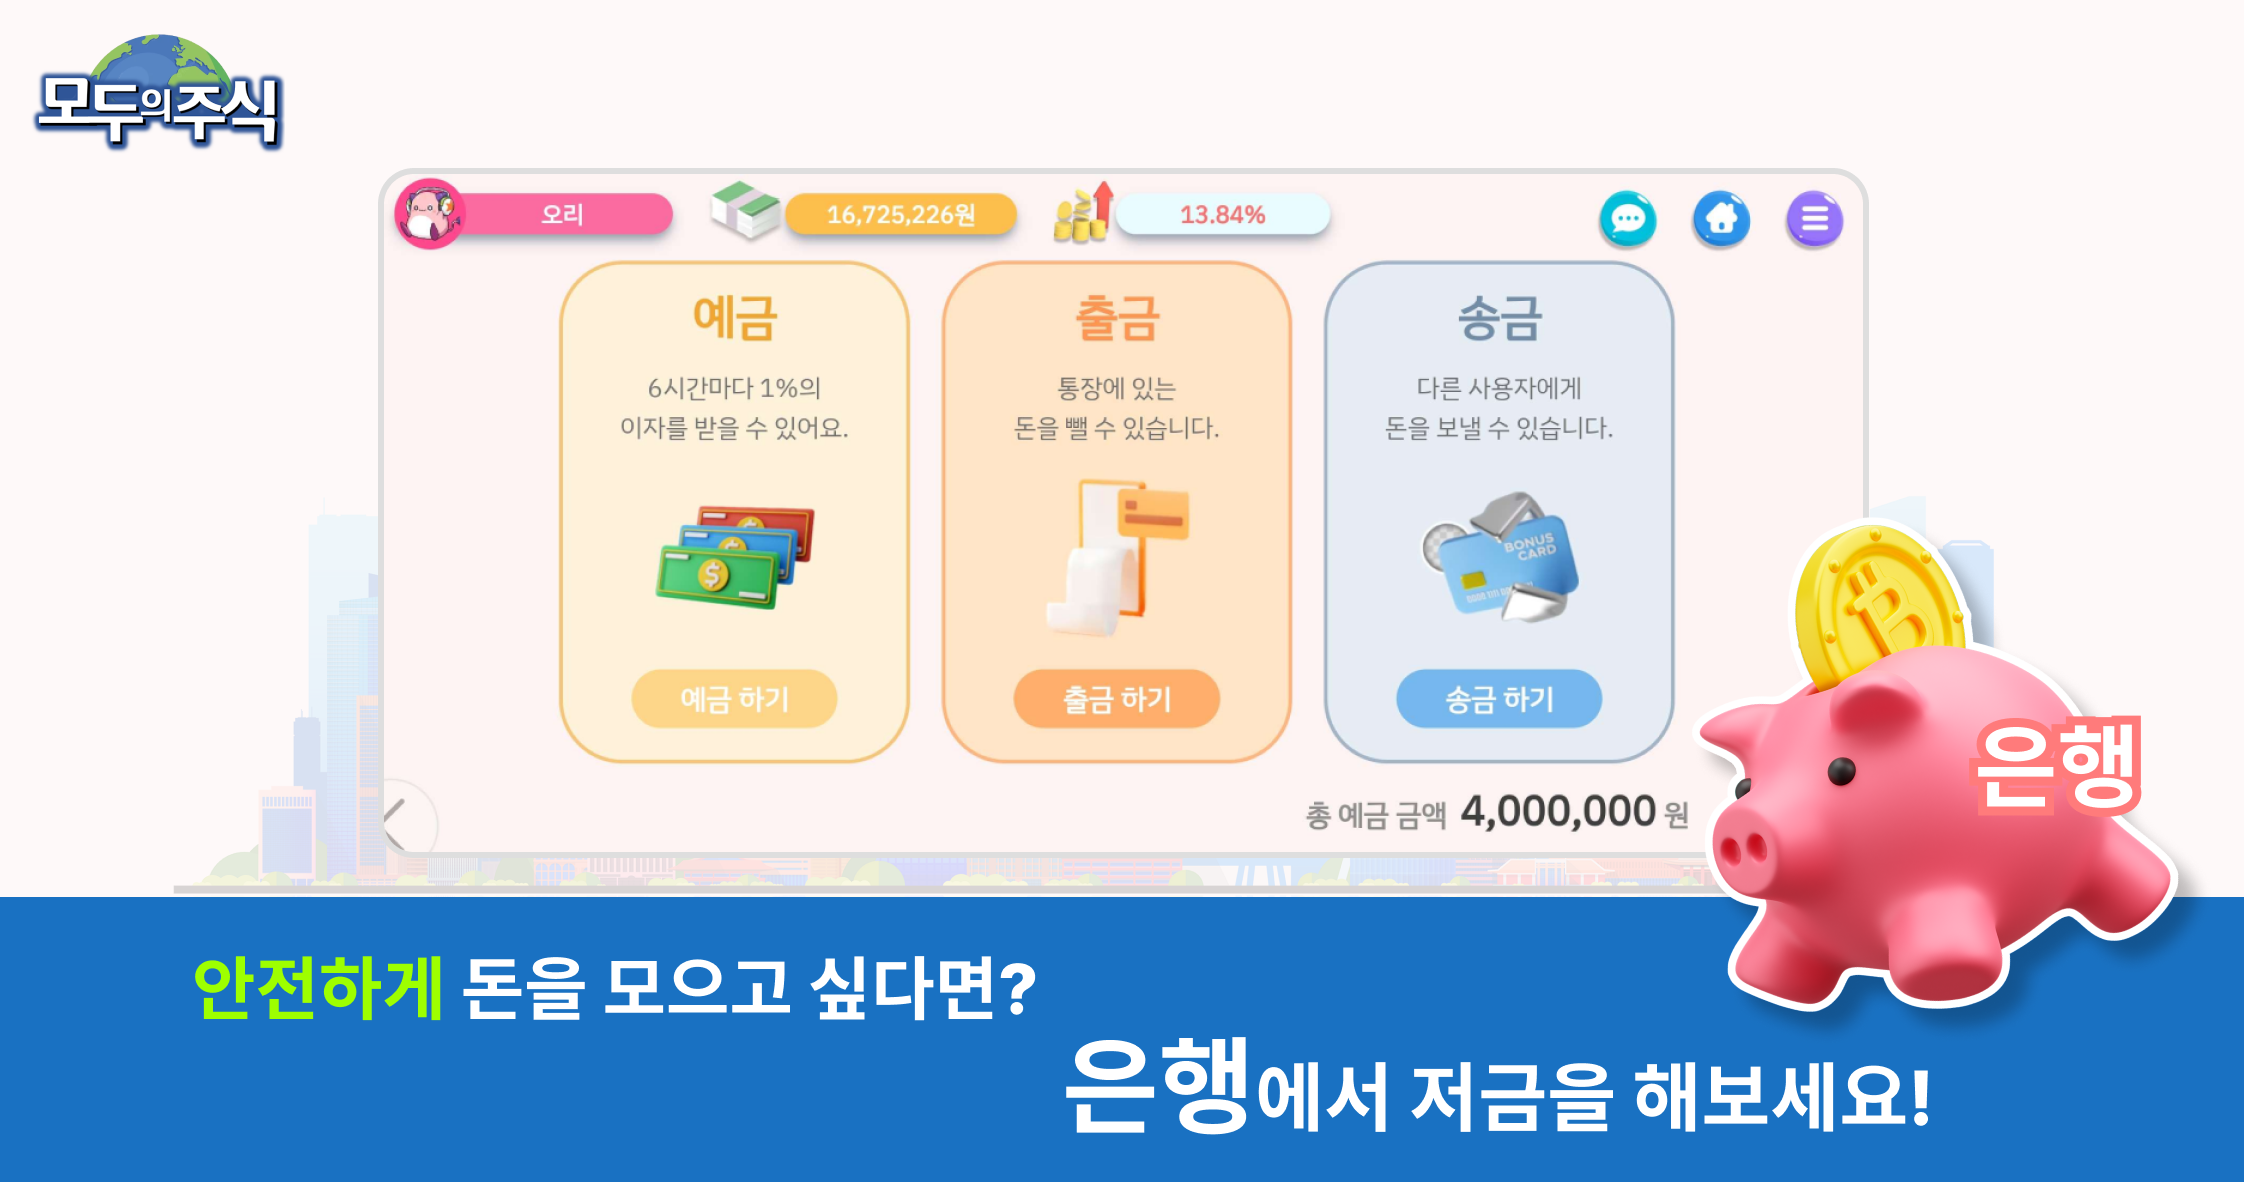 모두의주식
오리
16,725,226원
13.84%
예금
6시간마다 1%의
이자를 받을 수 있어요.
예금 하기
출금
통장에 있는
돈을 뺄 수 있습니다.
출금 하기
송금
다른 사용자에게
돈을 보낼 수 있습니다.
BONUS
CARD
송금 하기
총 예금 금액 4,000,000 원
은행
안전하게 돈을 모으고 싶다면?
은행에서 저금을 해보세요!